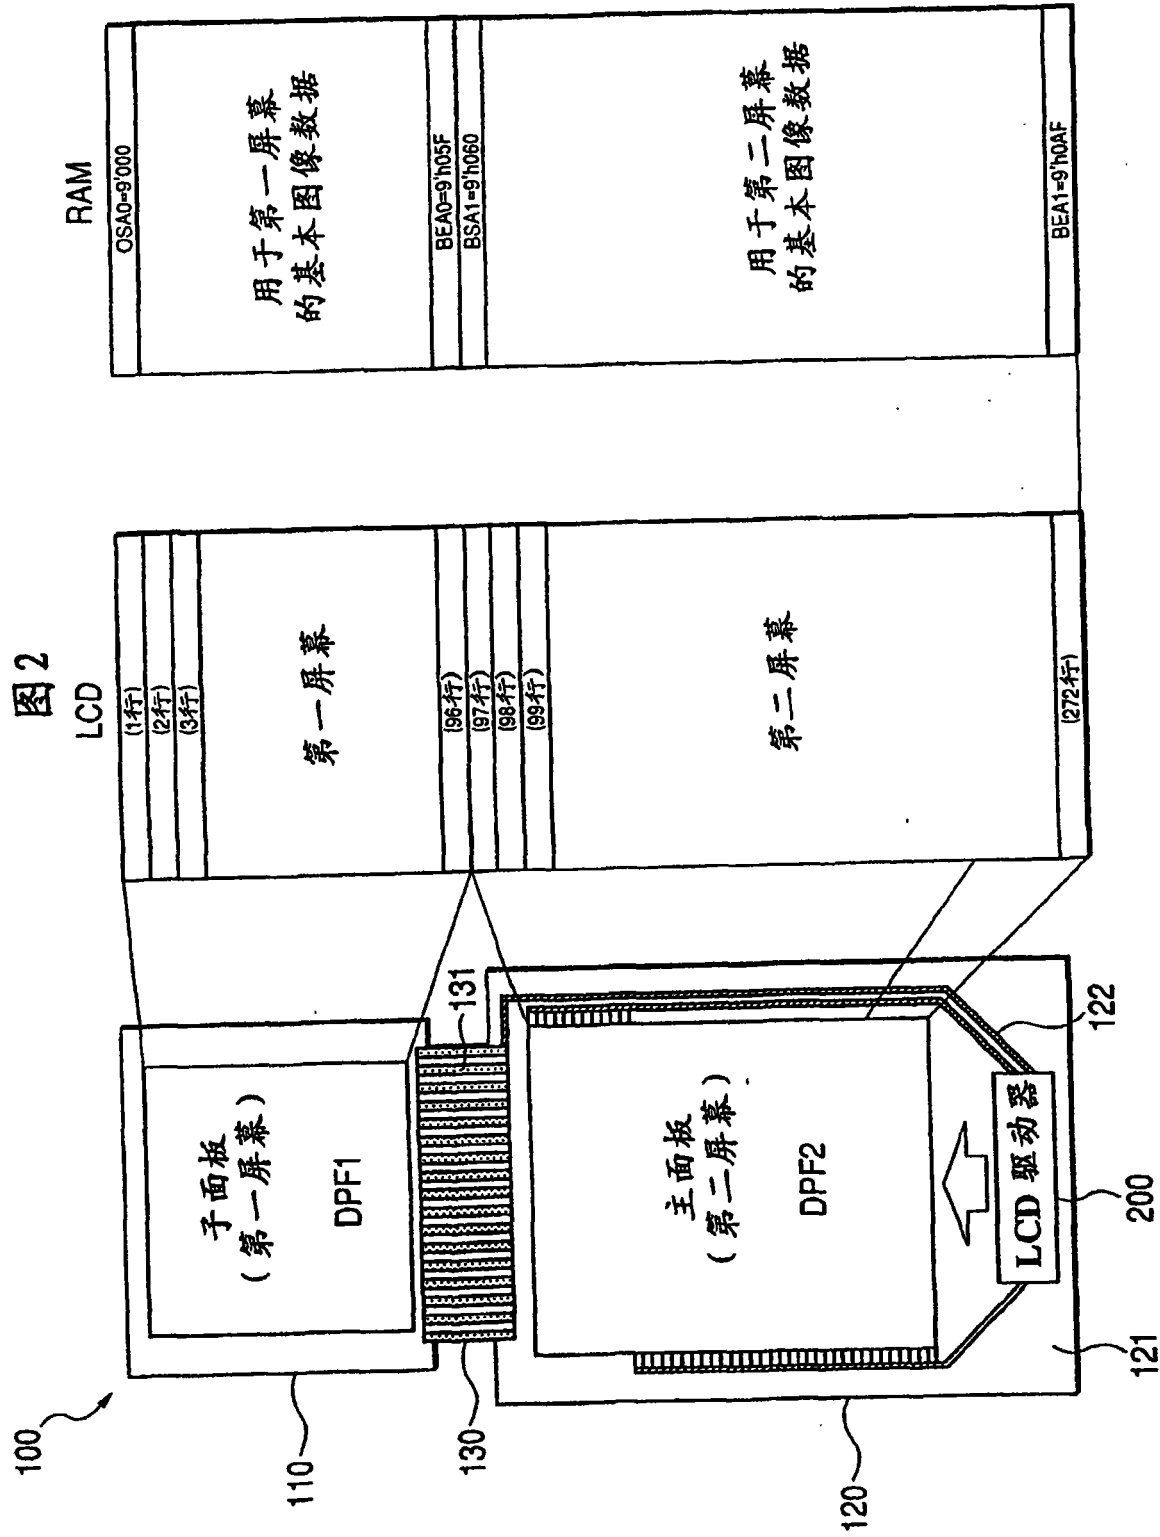 图 2
100
110
子面板
(第一屏幕)
DPF1
130
131
120
主面板
(第二屏幕)
DPF2
LCD 驱动器
121
200
122
LCD
(1行)
(2行)
(3行)
第一屏幕
(96行)
(97行)
(98行)
(99行)
第二屏幕
(272行)
RAM
OSA0=9'000
用于第一屏幕
的基本图像数据
BEA0=9'h05F
BSA1=9'h060
用于第二屏幕
的基本图像数据
BEA1=9'h0AF